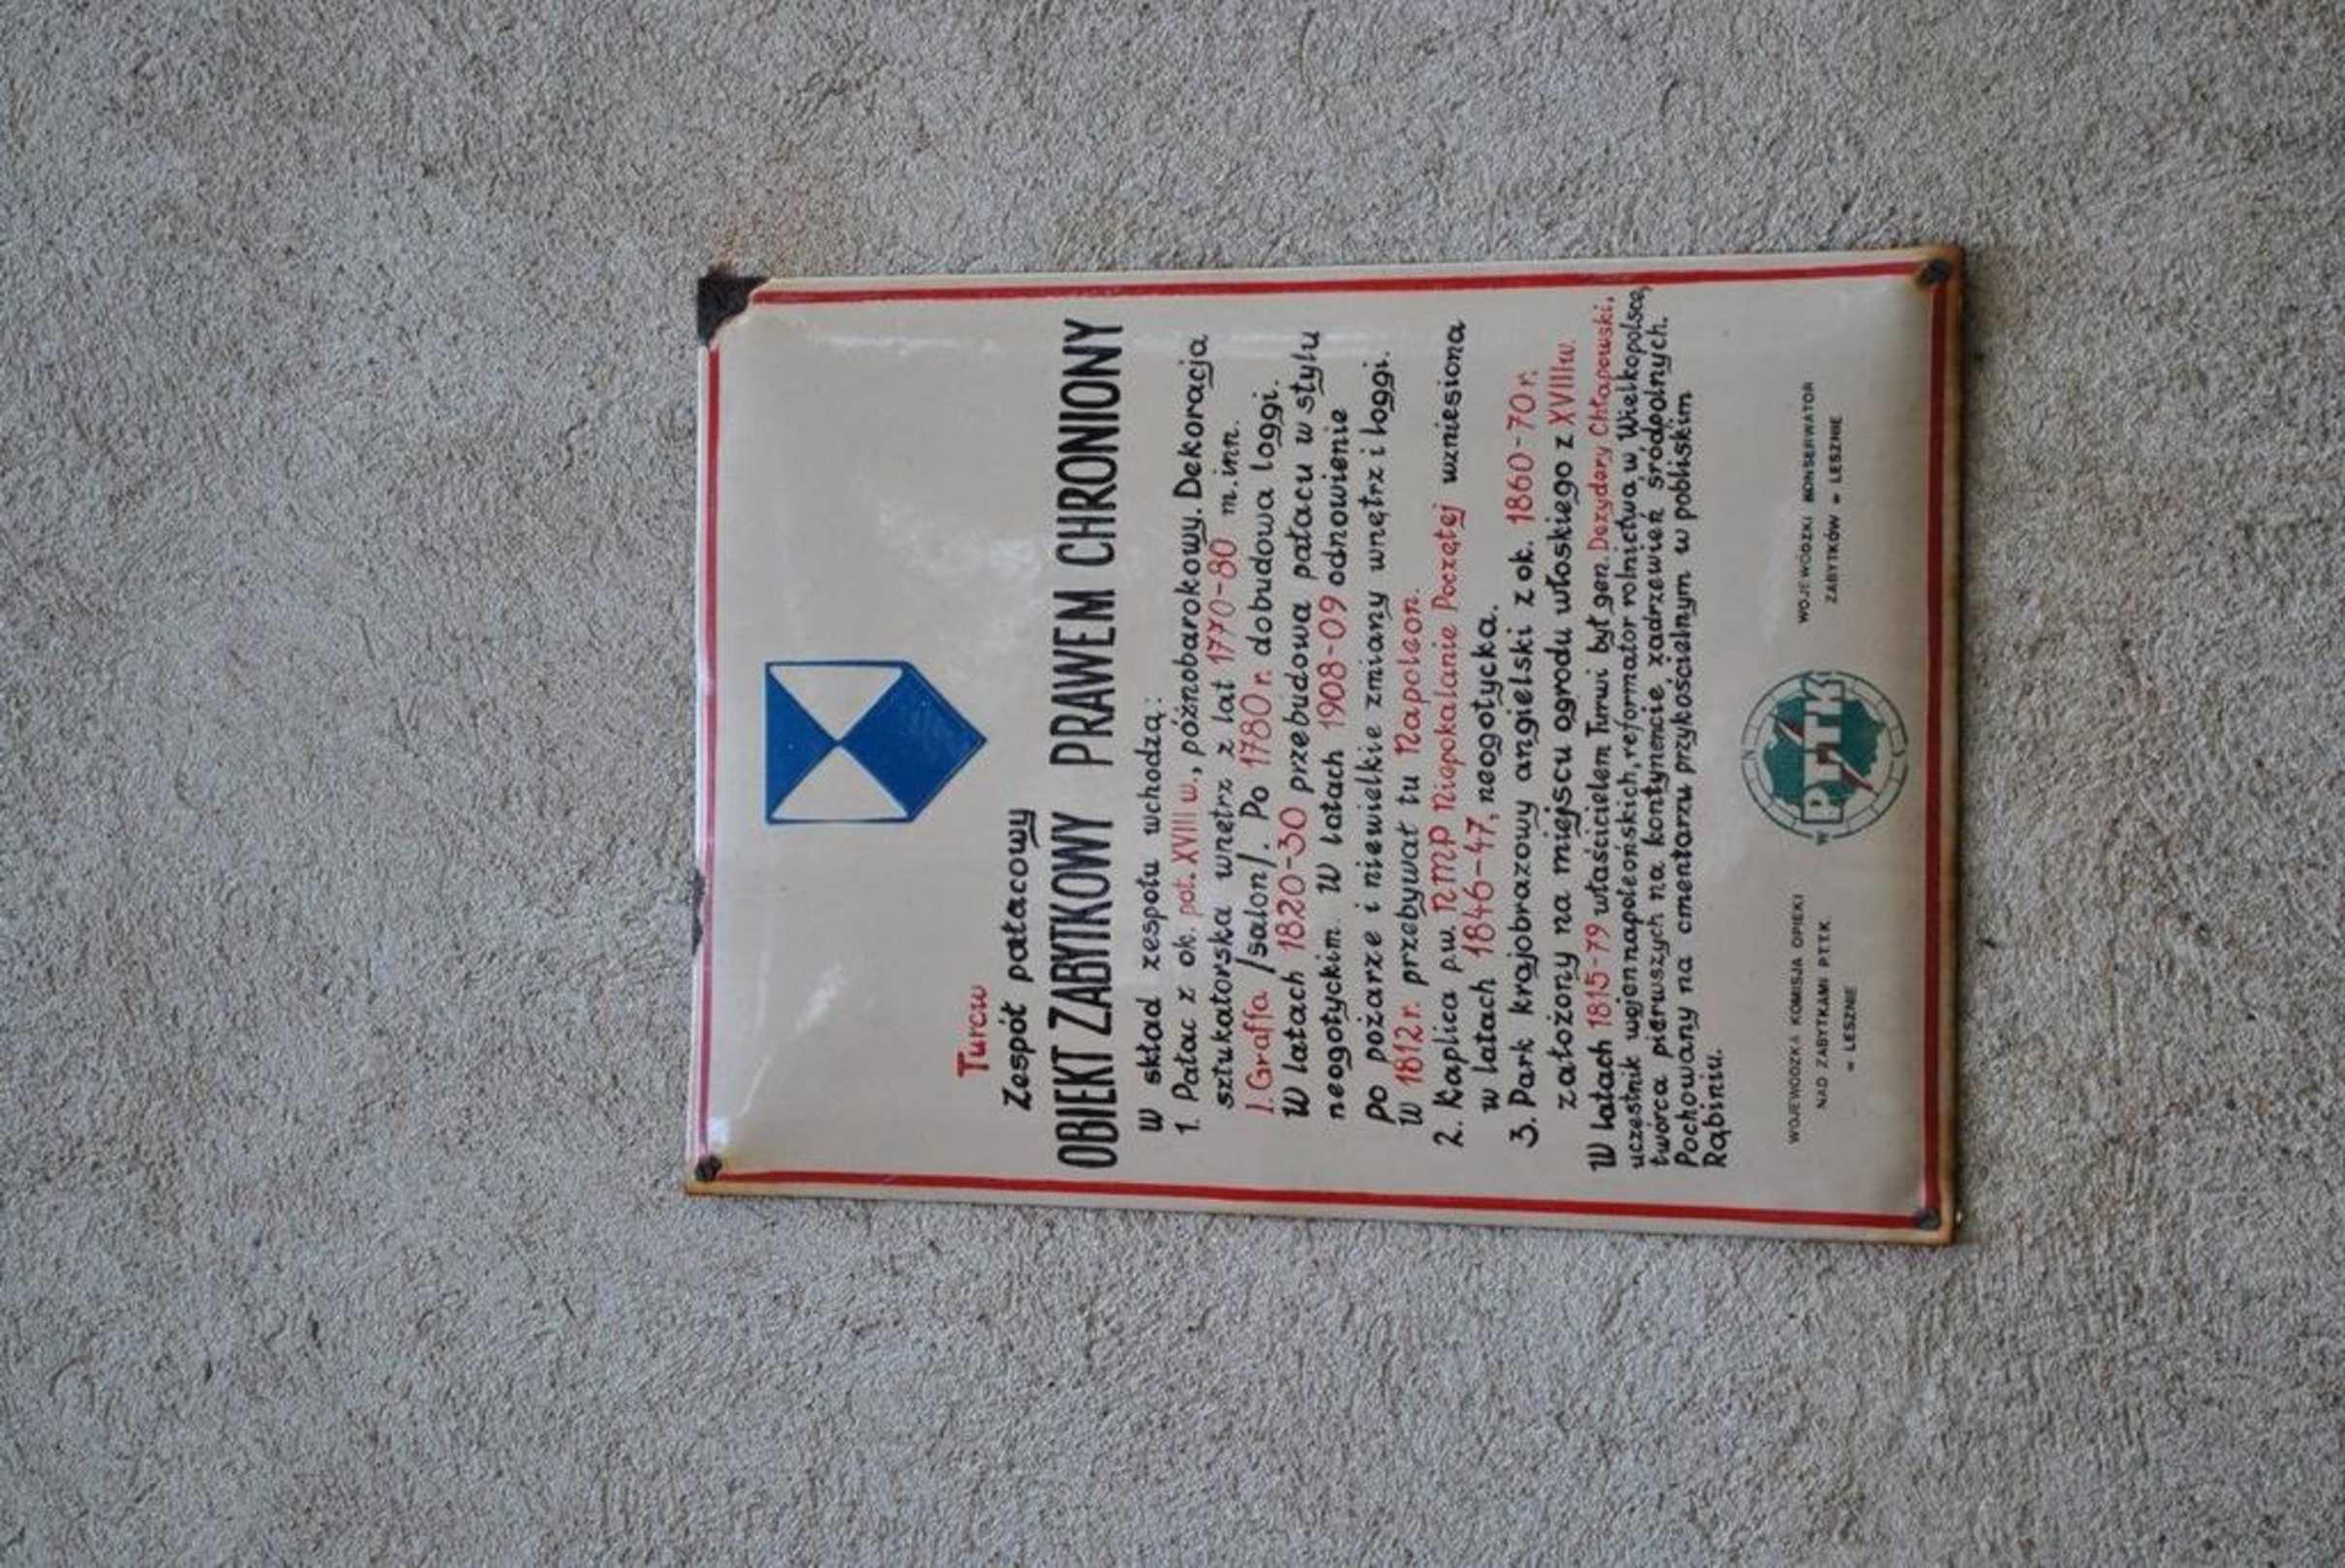 Turew
Zespół pałacowy
OBIEKT ZABYTKOWY PRAWEM CHRONIONY
W skład zespołu wchodzą:
1. Pałac z ok. poł. XVIII w., późnobarokowy. Dekoracja
sztukatorska wnętrz z lat 1770-80 m.inn.
I. Graffa /salon/. Po 1780 r. dobudowa loggi.
W latach 1820-30 przebudowa pałacu w stylu
neogotyckim. W latach 1908-09 odnowienie
po pożarze i niewielkie zmiany wnętrz i loggi.
W 1812 r. przebywał tu Napoleon.
2. Kaplica p.w. NMP Niepokalanie Poczętej wzniesiona
w latach 1846-47, neogotycka.
3. Park krajobrazowy angielski z ok. 1860-70 r.
założony na miejscu ogrodu włoskiego z XVIII w.
W latach 1815-79 właścicielem Turwi był gen. Dezydery Chłapowski,
uczestnik wojen napoleońskich, reformator rolnictwa w Wielkopolsce,
twórca pierwszych na kontynencie zadrzewień śródpolnych.
Pochowany na cmentarzu przykościelnym w pobliskim
Rąbiniu.
WOJEWÓDZKA KOMISJA OPIEKI
NAD ZABYTKAMI PTTK
w LESZNIE
PTTK
WOJEWÓDZKI KONSERWATOR
ZABYTKÓW w LESZNIE